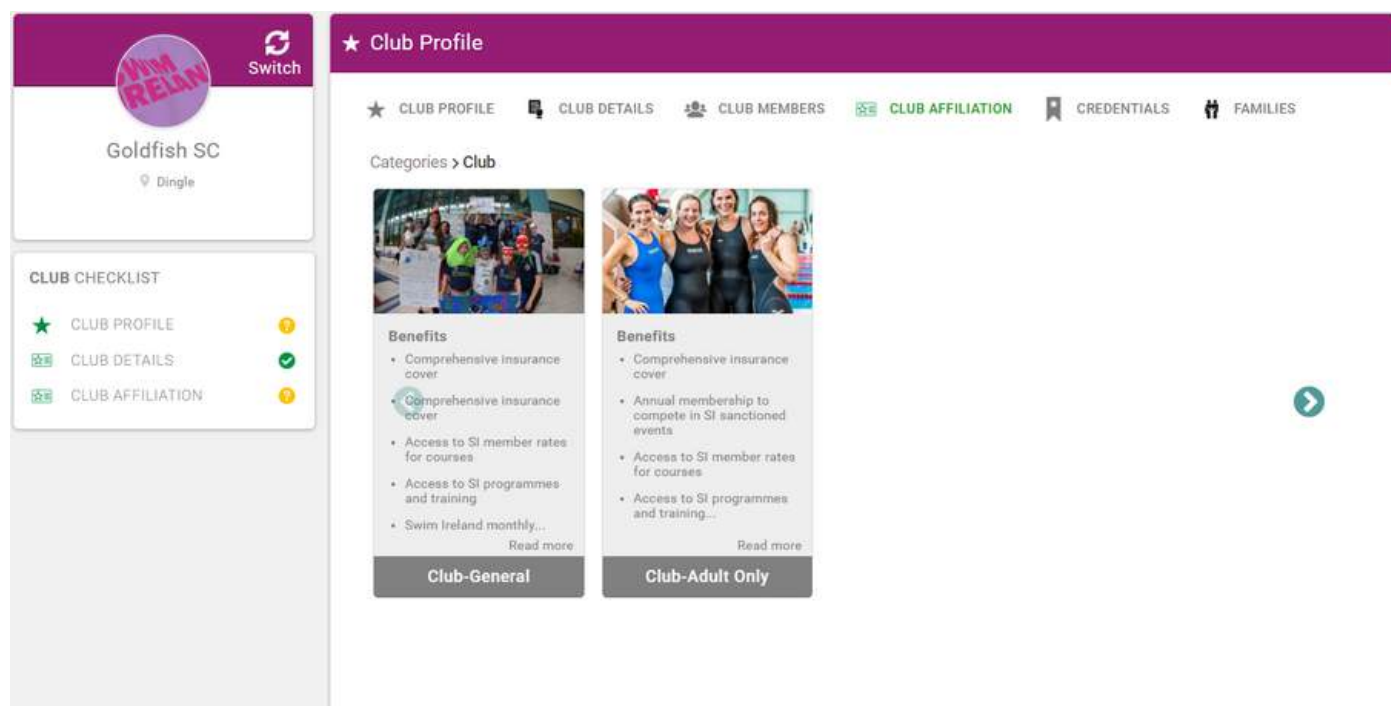 Switch
WIM
RELAN
Goldfish SC
Dingle
CLUB CHECKLIST
CLUB PROFILE
?
CLUB DETAILS
CLUB AFFILIATION
?
Club Profile
CLUB PROFILE
CLUB DETAILS
CLUB MEMBERS
CLUB AFFILIATION
CREDENTIALS
FAMILIES
Categories > Club
Benefits
• Comprehensive insurance
cover
• Comprehensive insurance
cover
• Access to SI member rates
for courses
• Access to SI programmes
and training
• Swim Ireland monthly...
Read more
Club-General
Benefits
• Comprehensive insurance
cover
• Annual membership to
compete in SI sanctioned
events
• Access to SI member rates
for courses
• Access to SI programmes
and training...
Read more
Club-Adult Only